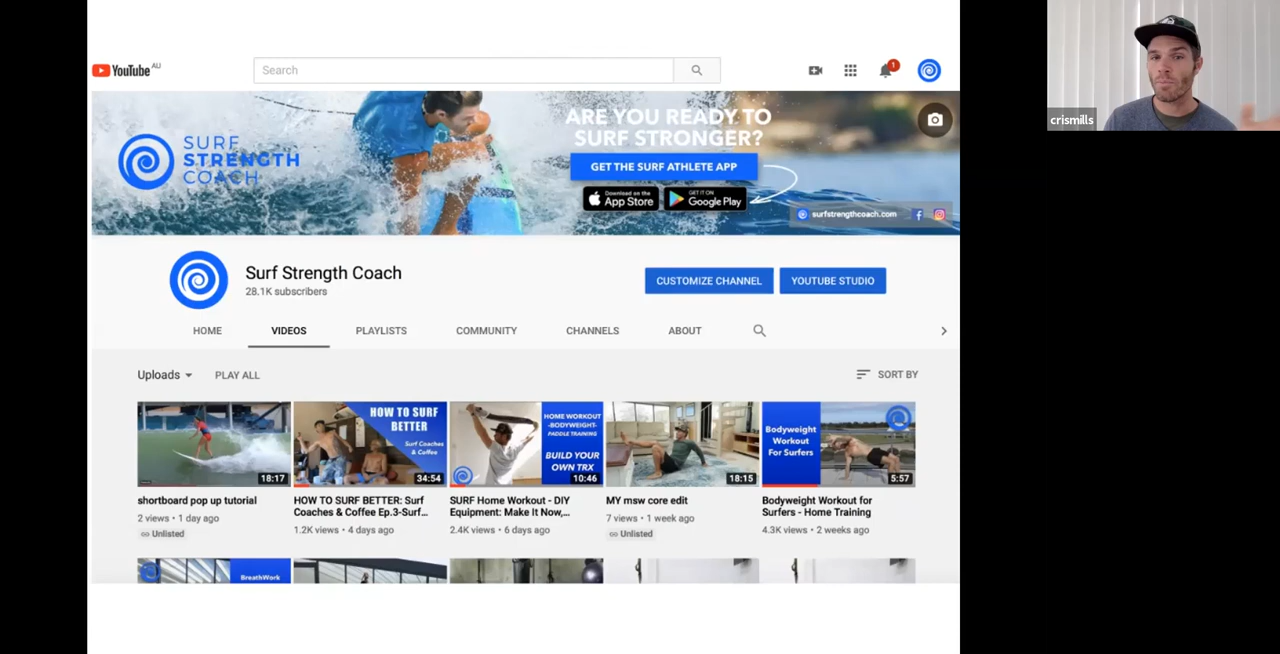 YouTube AU
Search
1
crismills
SURF
STRENGTH
COACH
ARE YOU READY TO
SURF STRONGER?
GET THE SURF ATHLETE APP
Download on the
App Store
GET IT ON
Google Play
surfstrengthcoach.com
Surf Strength Coach
28.1K subscribers
CUSTOMIZE CHANNEL
YOUTUBE STUDIO
HOME
VIDEOS
PLAYLISTS
COMMUNITY
CHANNELS
ABOUT
Uploads
PLAY ALL
SORT BY
18:17
shortboard pop up tutorial
2 views • 1 day ago
Unlisted
HOW TO SURF
BETTER
Surf Coaches
& Coffee
34:54
HOW TO SURF BETTER: Surf
Coaches & Coffee Ep.3-Surf...
1.2K views • 4 days ago
HOME WORKOUT
-BODYWEIGHT-
PADDLE TRAINING
BUILD YOUR
OWN TRX
10:46
SURF Home Workout - DIY
Equipment: Make It Now,...
2.4K views • 6 days ago
18:15
MY msw core edit
7 views • 1 week ago
Unlisted
Bodyweight
Workout
For Surfers
5:57
Bodyweight Workout for
Surfers - Home Training
4.3K views • 2 weeks ago
BreathWork